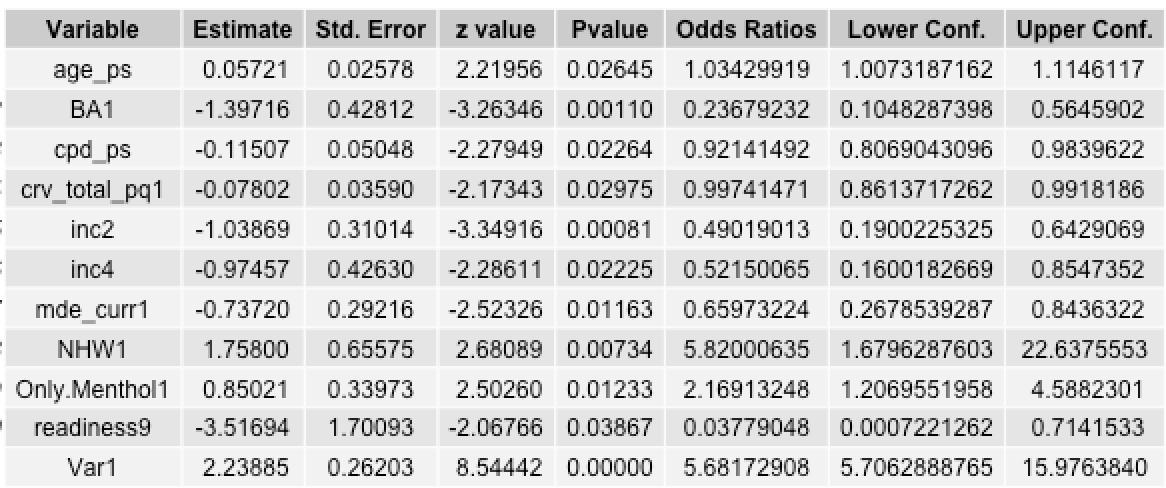 Variable Estimate Std. Error z value Pvalue Odds Ratios Lower Conf. Upper Conf.
age_ps 0.05721 0.02578 2.21956 0.02645 1.03429919 1.0073187162 1.1146117
BA1 -1.39716 0.42812 -3.26346 0.00110 0.23679232 0.1048287398 0.5645902
cpd_ps -0.11507 0.05048 -2.27949 0.02264 0.92141492 0.8069043096 0.9839622
crv_total_pq1 -0.07802 0.03590 -2.17343 0.02975 0.99741471 0.8613717262 0.9918186
inc2 -1.03869 0.31014 -3.34916 0.00081 0.49019013 0.1900225325 0.6429069
inc4 -0.97457 0.42630 -2.28611 0.02225 0.52150065 0.1600182669 0.8547352
mde_curr1 -0.73720 0.29216 -2.52326 0.01163 0.65973224 0.2678539287 0.8436322
NHW1 1.75800 0.65575 2.68089 0.00734 5.82000635 1.6796287603 22.6375553
Only.Menthol1 0.85021 0.33973 2.50260 0.01233 2.16913248 1.2069551958 4.5882301
readiness9 -3.51694 1.70093 -2.06766 0.03867 0.03779048 0.0007221262 0.7141533
Var1 2.23885 0.26203 8.54442 0.00000 5.68172908 5.7062888765 15.9763840